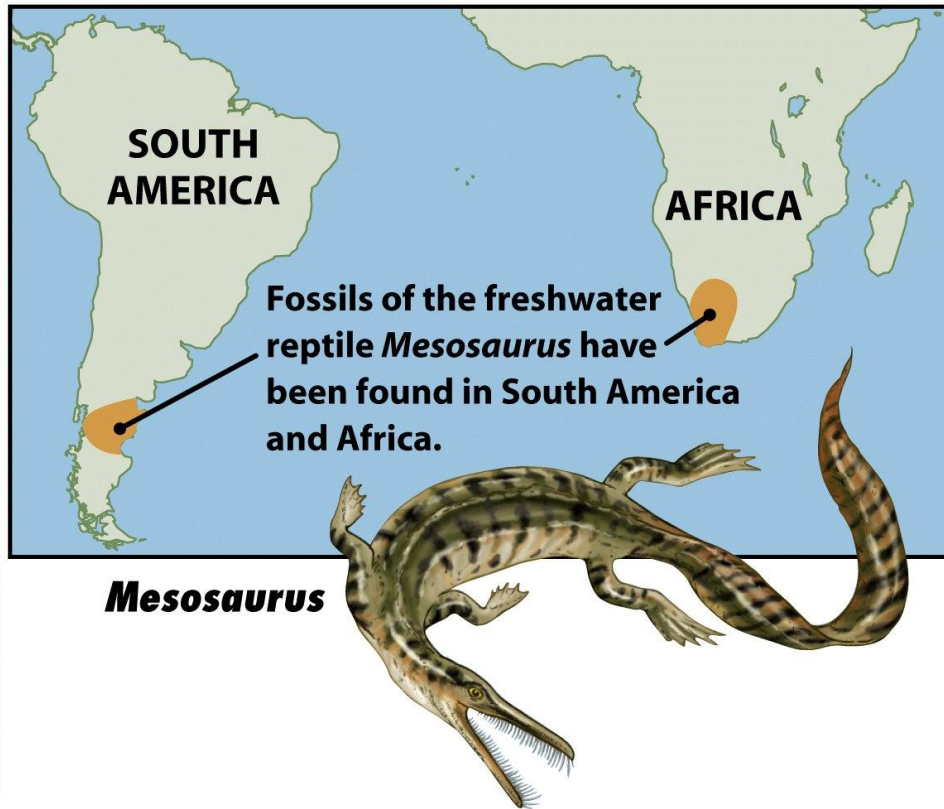 SOUTH
AMERICA
AFRICA
Fossils of the freshwater
reptile Mesosaurus have
been found in South America
and Africa.
Mesosaurus